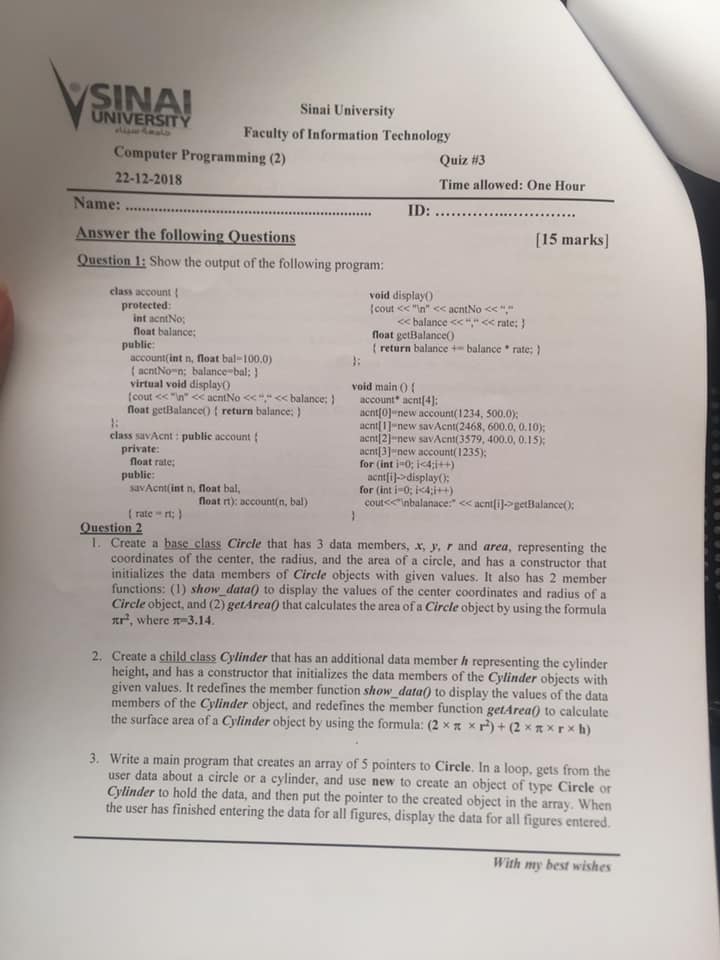 SINAI
UNIVERSITY
جامعة سيناء
Sinai University
Faculty of Information Technology
Computer Programming (2)
Quiz #3
22-12-2018
Time allowed: One Hour
Name: ..............................................................
ID: ...............................
Answer the following Questions
[15 marks]
Question 1: Show the output of the following program:
class account {
protected:
int acntNo;
float balance;
public:
account(int n, float bal=100.0)
{ acntNo=n; balance=bal; }
virtual void display()
{cout << "\n" << acntNo << "," << balance; }
float getBalance() { return balance; }
};
class savAcnt : public account {
private:
float rate;
public:
savAcnt(int n, float bal,
float rt): account(n, bal)
{ rate = rt; }
void display()
{cout << "\n" << acntNo << ","
<< balance << "," << rate; }
float getBalance()
{ return balance += balance * rate; }
};
void main () {
account* acnt[4];
acnt[0]=new account(1234, 500.0);
acnt[1]=new savAcnt(2468, 600.0, 0.10);
acnt[2]=new savAcnt(3579, 400.0, 0.15);
acnt[3]=new account(1235);
for (int i=0; i<4;i++)
acnt[i]->display();
for (int i=0; i<4;i++)
cout<<"\nbalanace:" << acnt[i]->getBalance();
}
Question 2
1. Create a base class Circle that has 3 data members, x, y, r and area, representing the
coordinates of the center, the radius, and the area of a circle, and has a constructor that
initializes the data members of Circle objects with given values. It also has 2 member
functions: (1) show_data() to display the values of the center coordinates and radius of a
Circle object, and (2) getArea() that calculates the area of a Circle object by using the formula
πr², where π=3.14.
2. Create a child class Cylinder that has an additional data member h representing the cylinder
height, and has a constructor that initializes the data members of the Cylinder objects with
given values. It redefines the member function show_data() to display the values of the data
members of the Cylinder object, and redefines the member function getArea() to calculate
the surface area of a Cylinder object by using the formula: (2 × π × r²) + (2 × π × r × h)
3. Write a main program that creates an array of 5 pointers to Circle. In a loop, gets from the
user data about a circle or a cylinder, and use new to create an object of type Circle or
Cylinder to hold the data, and then put the pointer to the created object in the array. When
the user has finished entering the data for all figures, display the data for all figures entered.
With my best wishes